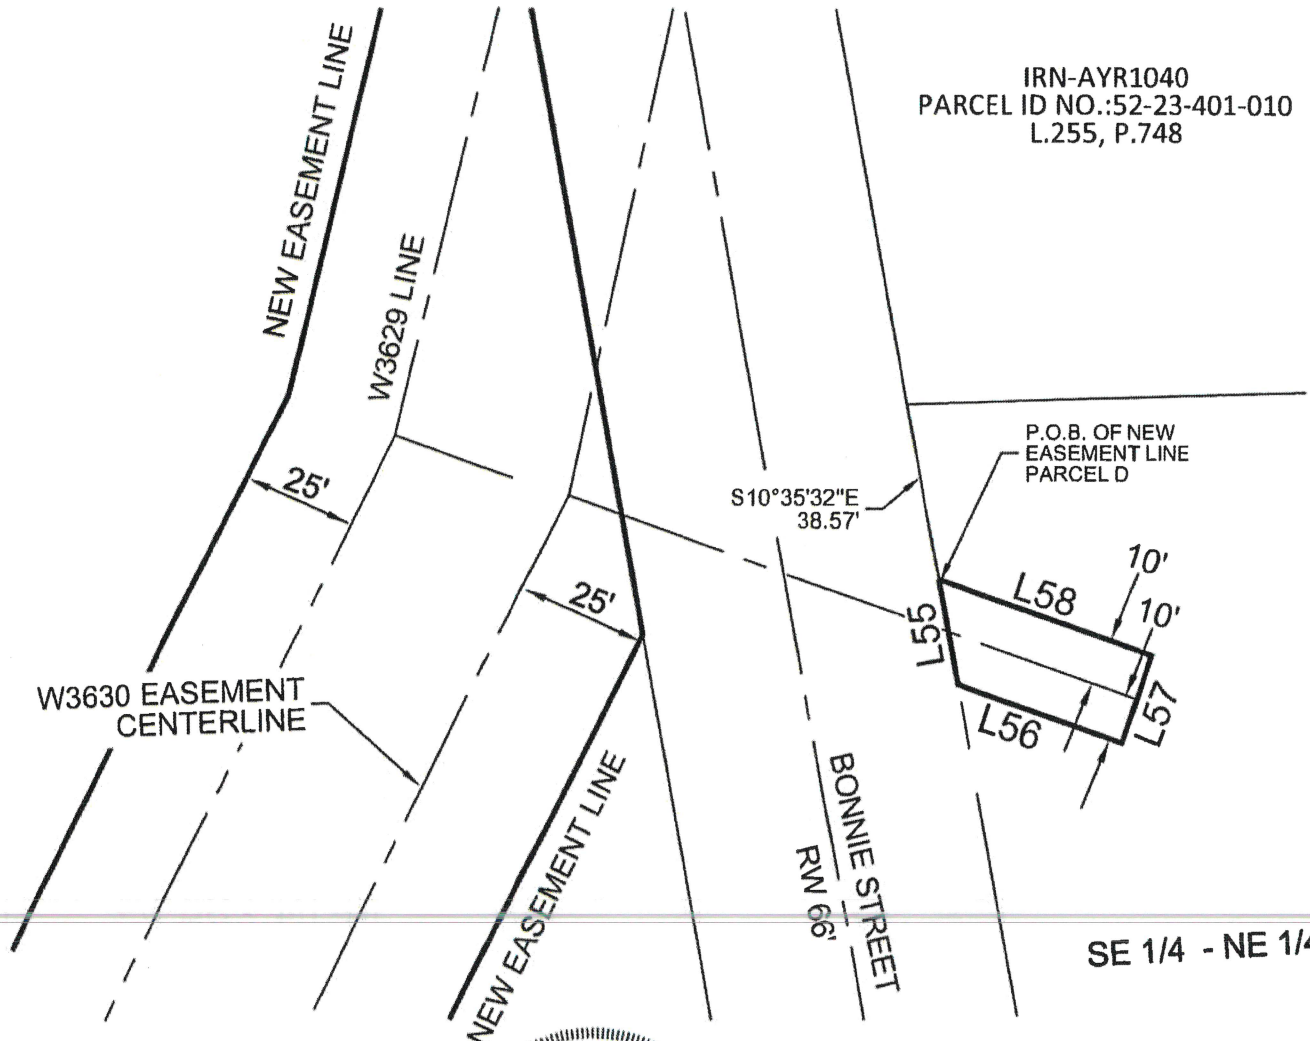 NEW EASEMENT LINE
W3629 LINE
IRN-AYR1040
PARCEL ID NO.:52-23-401-010
L.255, P.748
P.O.B. OF NEW
EASEMENT LINE
PARCEL D
25'
S10°35'32"E
38.57'
10'
L58
10'
25'
L55
W3630 EASEMENT
CENTERLINE
L56
L57
NEW EASEMENT LINE
BONNIE STREET
RW 66'
SE 1/4 - NE 1/4